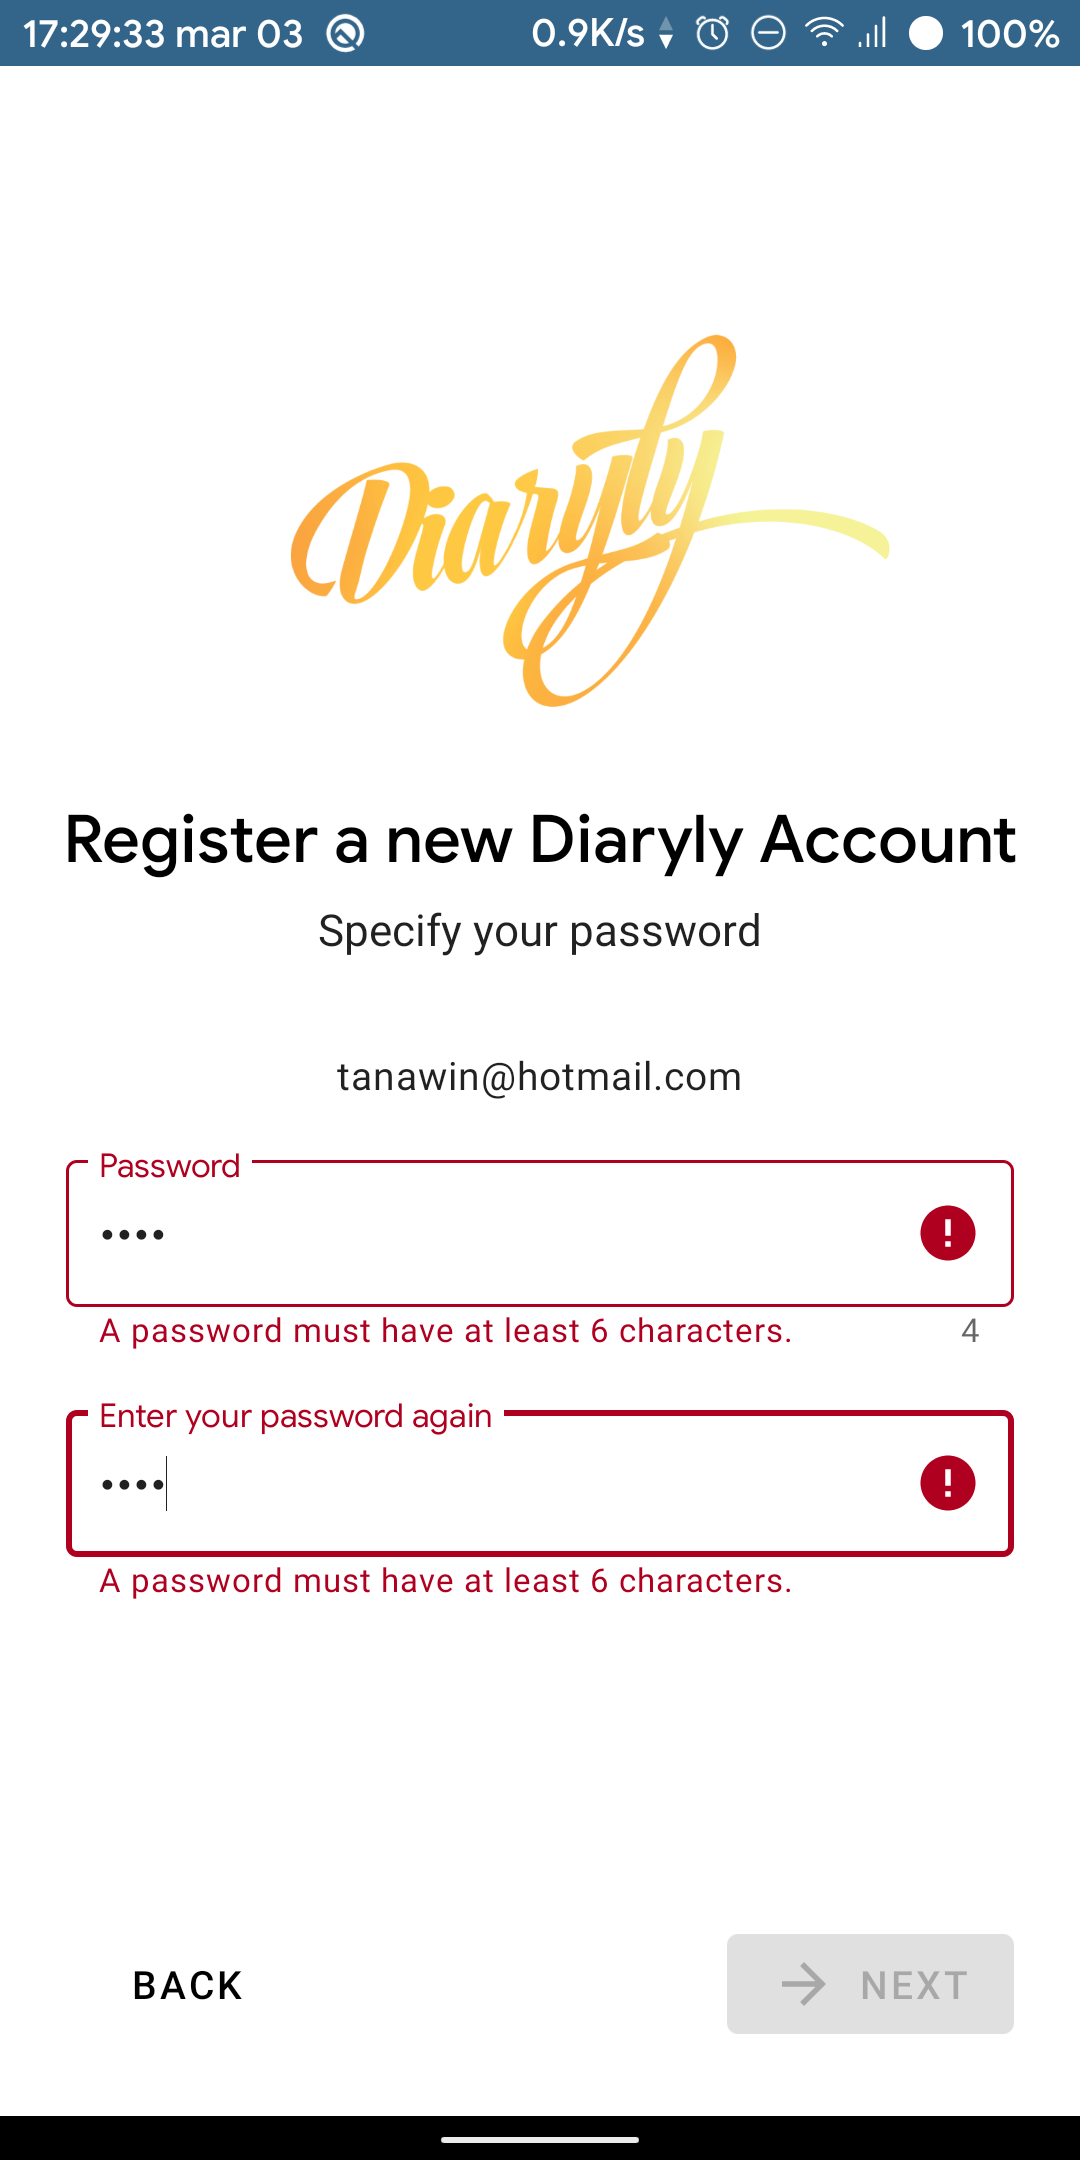 17:29:33 mar 03 0.9K/s 100%
Diaryly
Register a new Diaryly Account
Specify your password
tanawin@hotmail.com
Password
••••
A password must have at least 6 characters. 4
Enter your password again
••••
A password must have at least 6 characters.
BACK NEXT